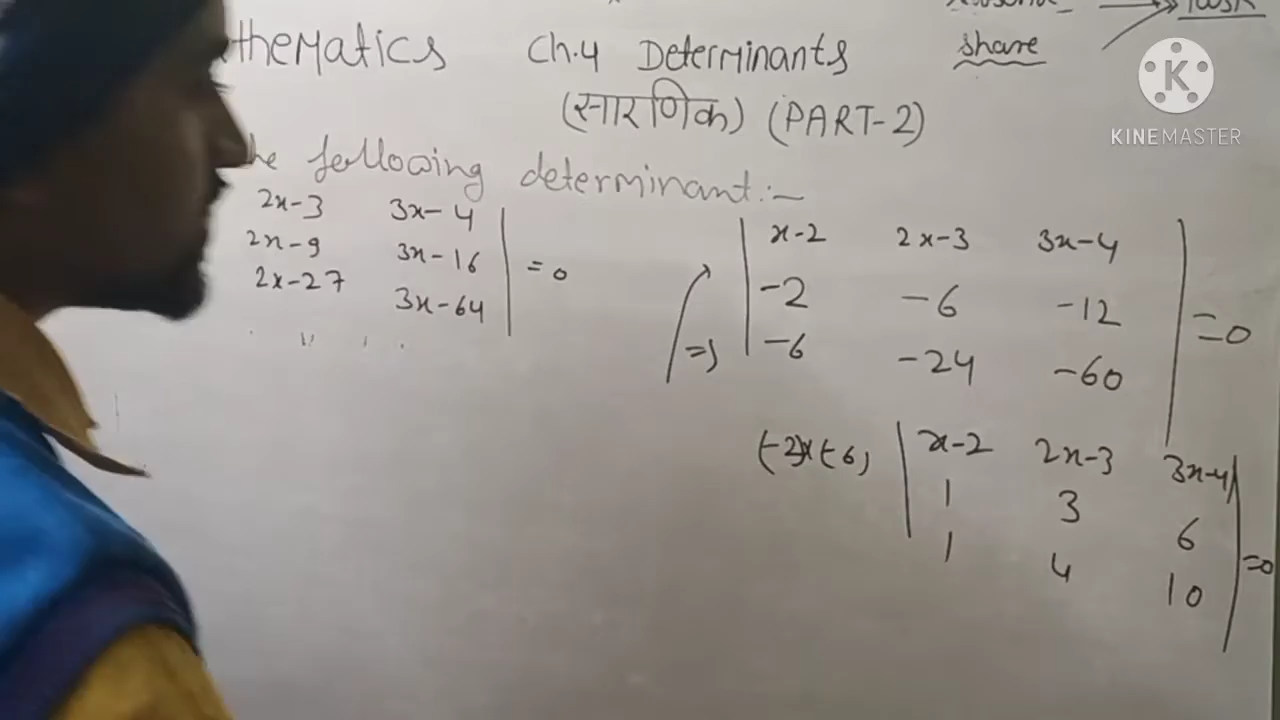 thematics Ch.4 Determinants share
(सारणिक) (PART-2)
KINEMASTER
he following determinant:-
2x-3 3x-4
2x-9 3x-16 = 0
2x-27 3x-64
x-2 2x-3 3x-4
=> -2 -6 -12 = 0
-6 -24 -60
(-2)x(-6) x-2 2x-3 3x-4
1 3 6
1 4 10 = 0